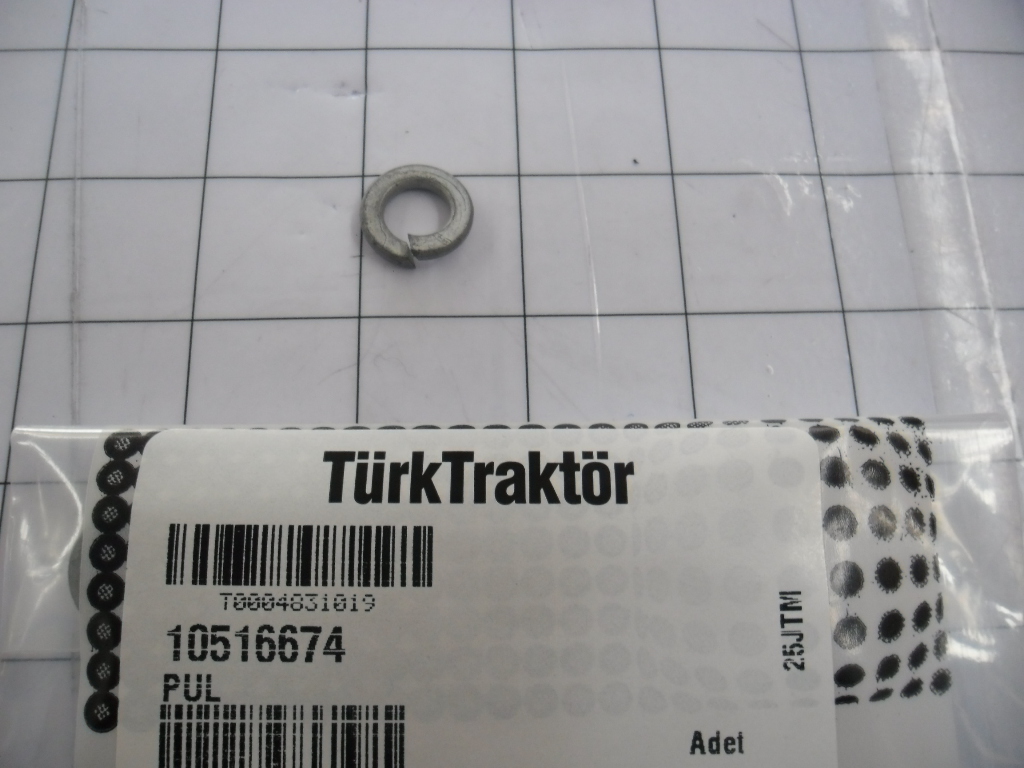 TürkTraktör
T0004831019
10516674
PUL
25JTM
Adet